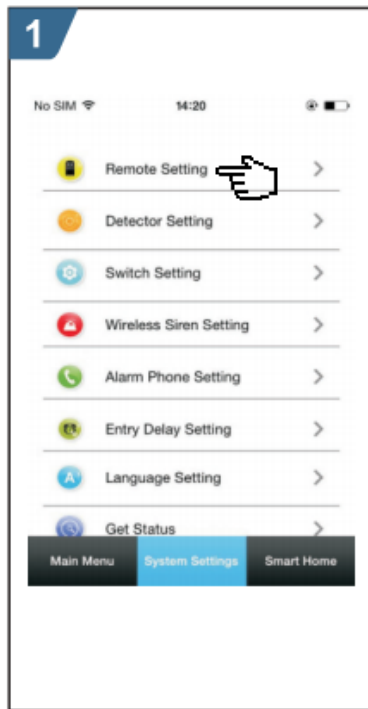 1
No SIM 14:20
Remote Setting
Detector Setting
Switch Setting
Wireless Siren Setting
Alarm Phone Setting
Entry Delay Setting
A Language Setting
Get Status
Main Menu System Settings Smart Home